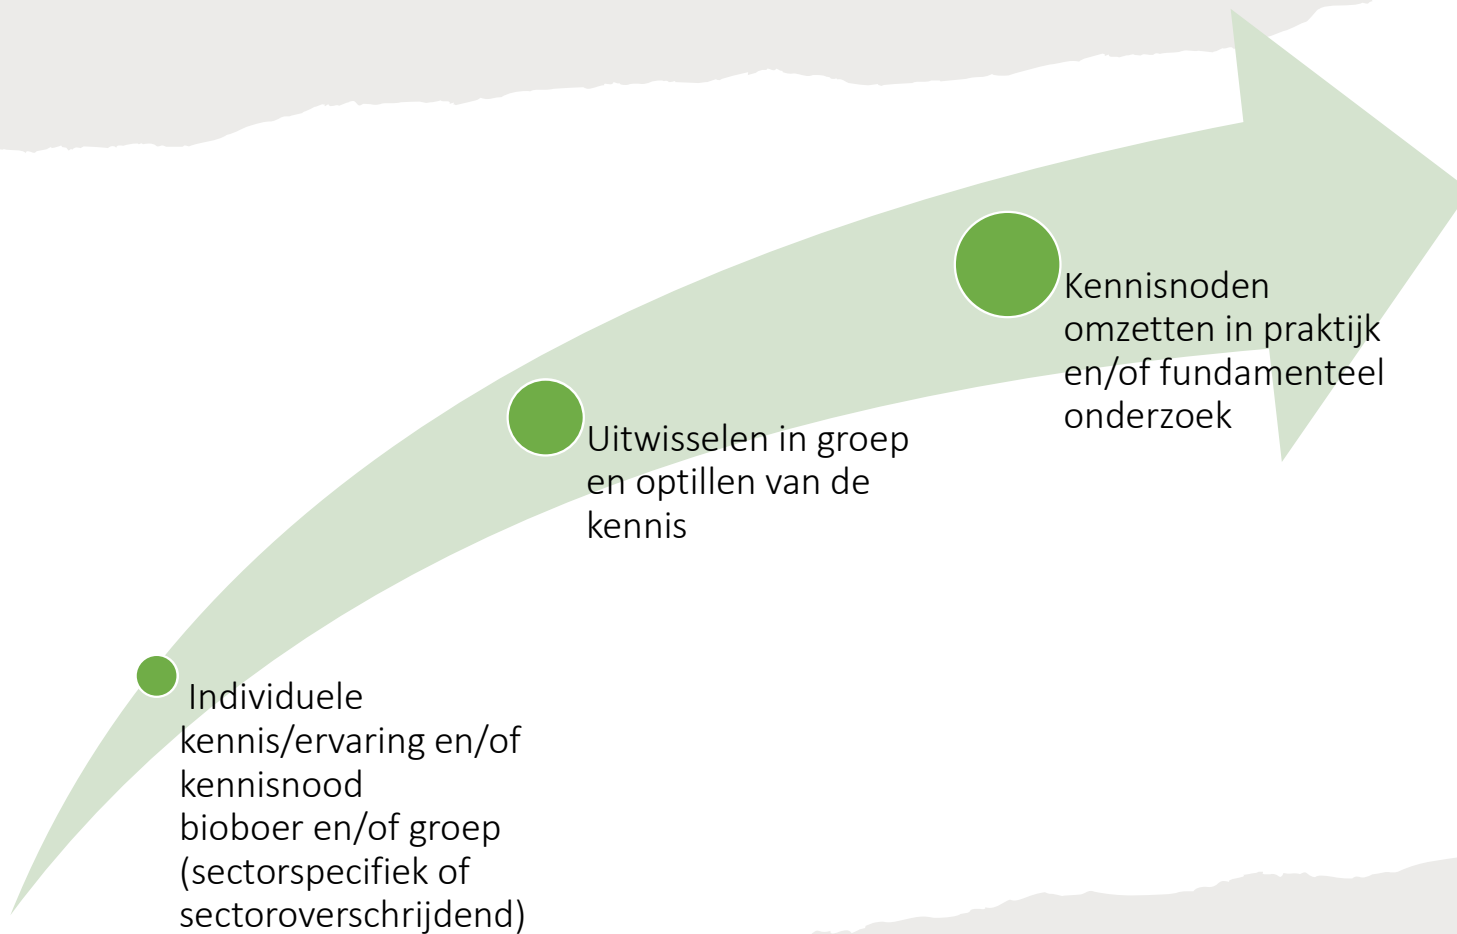 Kennisnoden
omzetten in praktijk
en/of fundamenteel
onderzoek
Uitwisselen in groep
en optillen van de
kennis
Individuele
kennis/ervaring en/of
kennisnood
bioboer en/of groep
(sectorspecifiek of
sectoroverschrijdend)